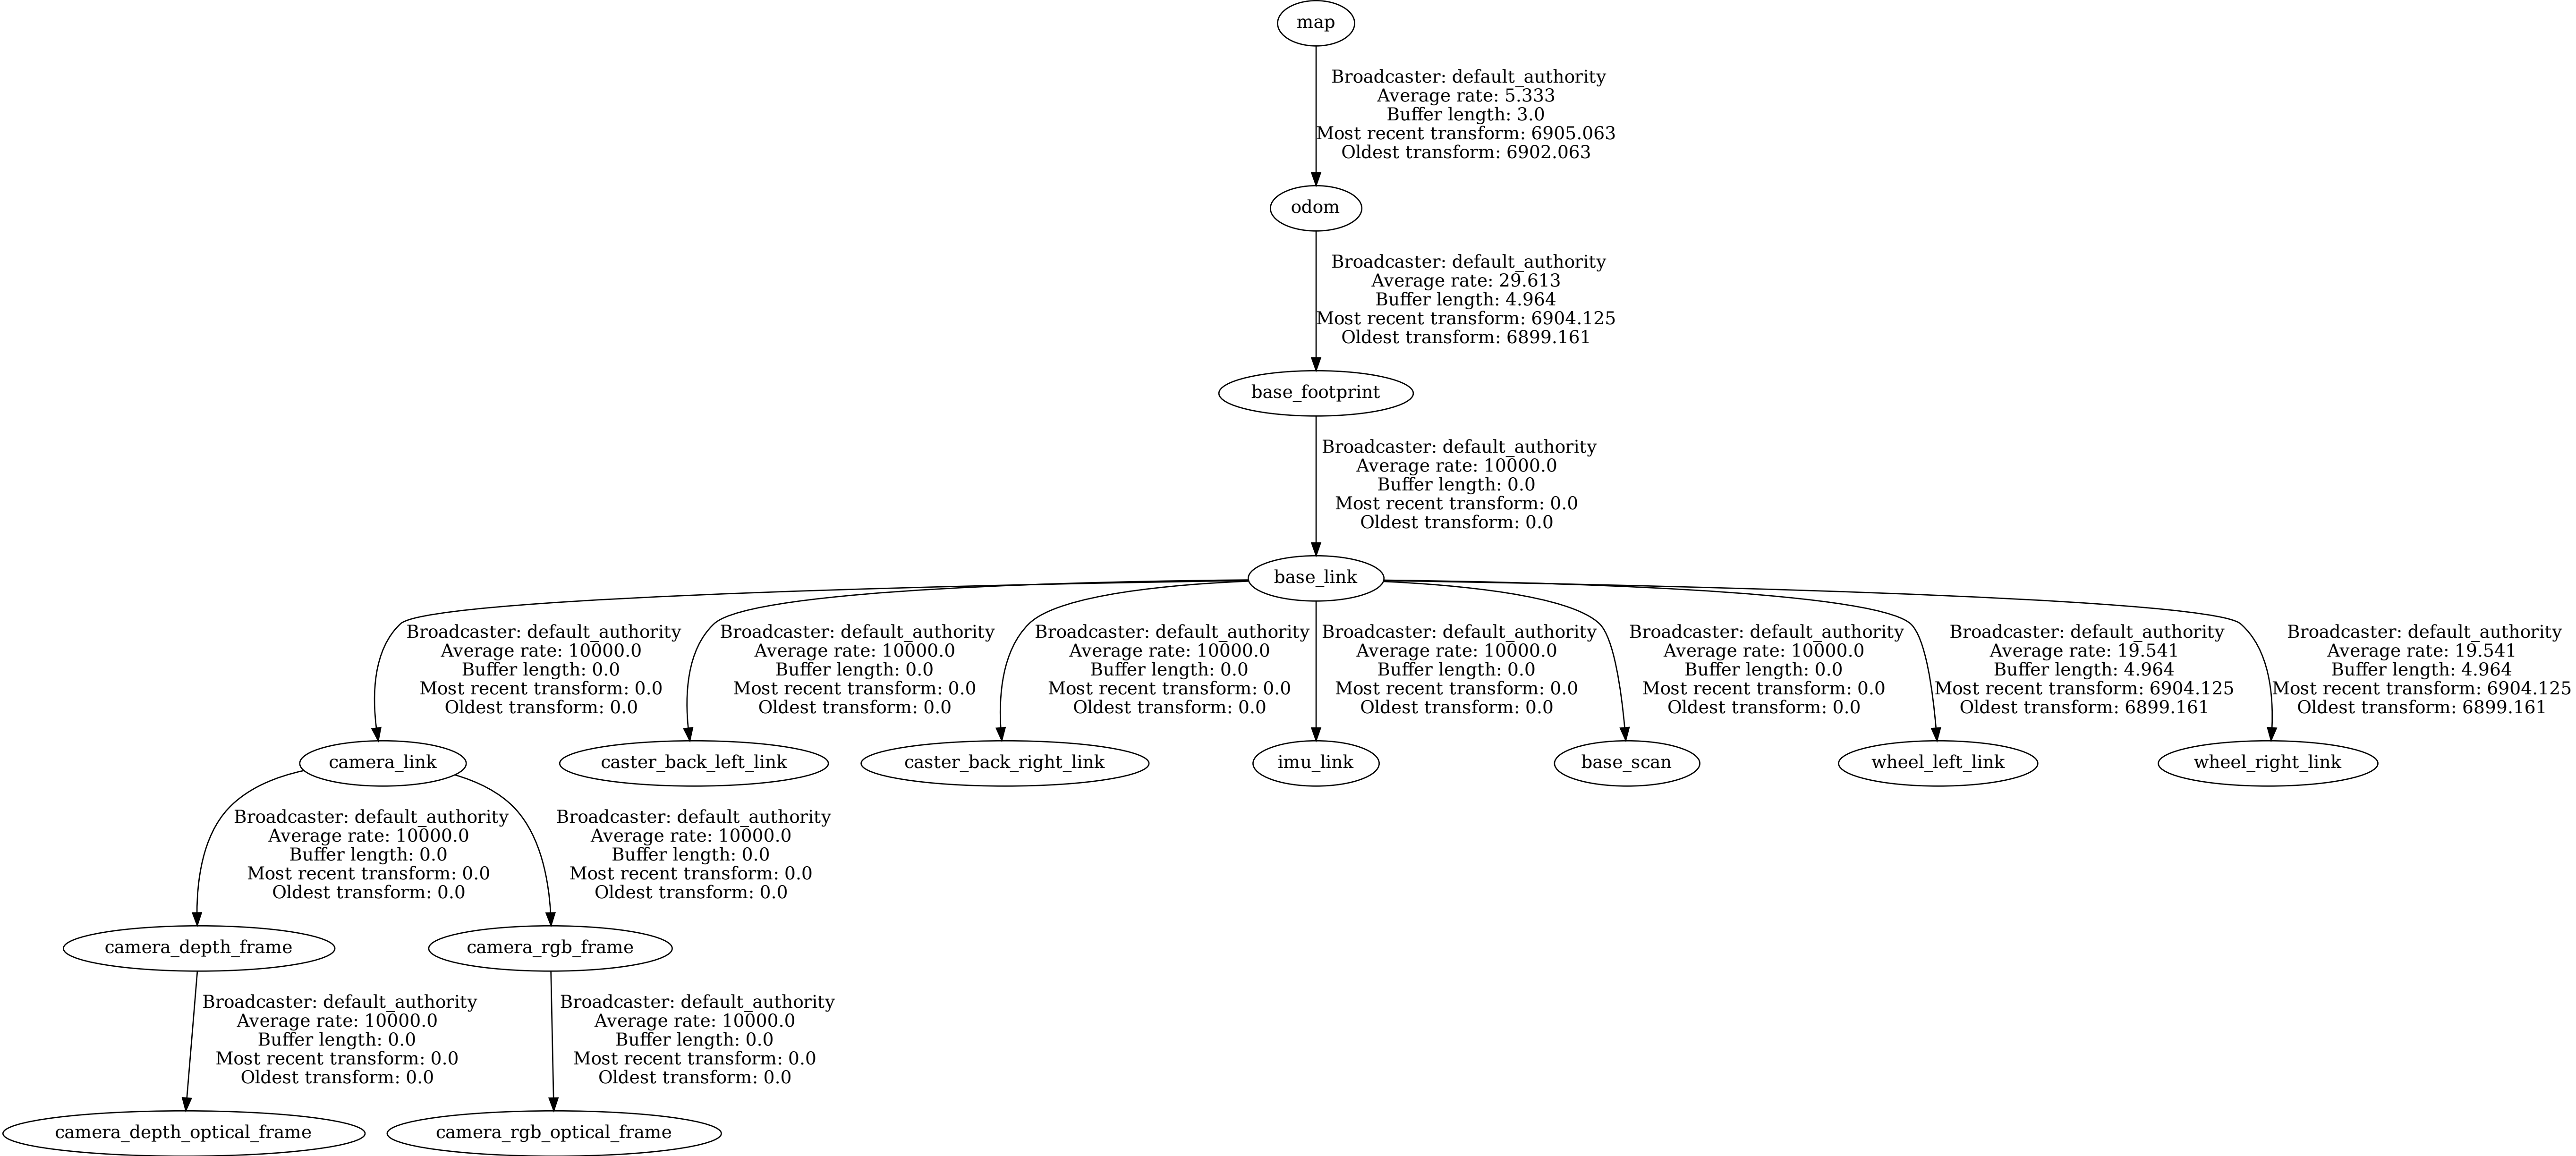 map
Broadcaster: default_authority
Average rate: 5.333
Buffer length: 3.0
Most recent transform: 6905.063
Oldest transform: 6902.063
odom
Broadcaster: default_authority
Average rate: 29.613
Buffer length: 4.964
Most recent transform: 6904.125
Oldest transform: 6899.161
base_footprint
Broadcaster: default_authority
Average rate: 10000.0
Buffer length: 0.0
Most recent transform: 0.0
Oldest transform: 0.0
base_link
Broadcaster: default_authority
Average rate: 10000.0
Buffer length: 0.0
Most recent transform: 0.0
Oldest transform: 0.0
Broadcaster: default_authority
Average rate: 10000.0
Buffer length: 0.0
Most recent transform: 0.0
Oldest transform: 0.0
Broadcaster: default_authority
Average rate: 10000.0
Buffer length: 0.0
Most recent transform: 0.0
Oldest transform: 0.0
Broadcaster: default_authority
Average rate: 10000.0
Buffer length: 0.0
Most recent transform: 0.0
Oldest transform: 0.0
Broadcaster: default_authority
Average rate: 10000.0
Buffer length: 0.0
Most recent transform: 0.0
Oldest transform: 0.0
Broadcaster: default_authority
Average rate: 19.541
Buffer length: 4.964
Most recent transform: 6904.125
Oldest transform: 6899.161
Broadcaster: default_authority
Average rate: 19.541
Buffer length: 4.964
Most recent transform: 6904.125
Oldest transform: 6899.161
camera_link
caster_back_left_link
caster_back_right_link
imu_link
base_scan
wheel_left_link
wheel_right_link
Broadcaster: default_authority
Average rate: 10000.0
Buffer length: 0.0
Most recent transform: 0.0
Oldest transform: 0.0
Broadcaster: default_authority
Average rate: 10000.0
Buffer length: 0.0
Most recent transform: 0.0
Oldest transform: 0.0
camera_depth_frame
camera_rgb_frame
Broadcaster: default_authority
Average rate: 10000.0
Buffer length: 0.0
Most recent transform: 0.0
Oldest transform: 0.0
Broadcaster: default_authority
Average rate: 10000.0
Buffer length: 0.0
Most recent transform: 0.0
Oldest transform: 0.0
camera_depth_optical_frame
camera_rgb_optical_frame